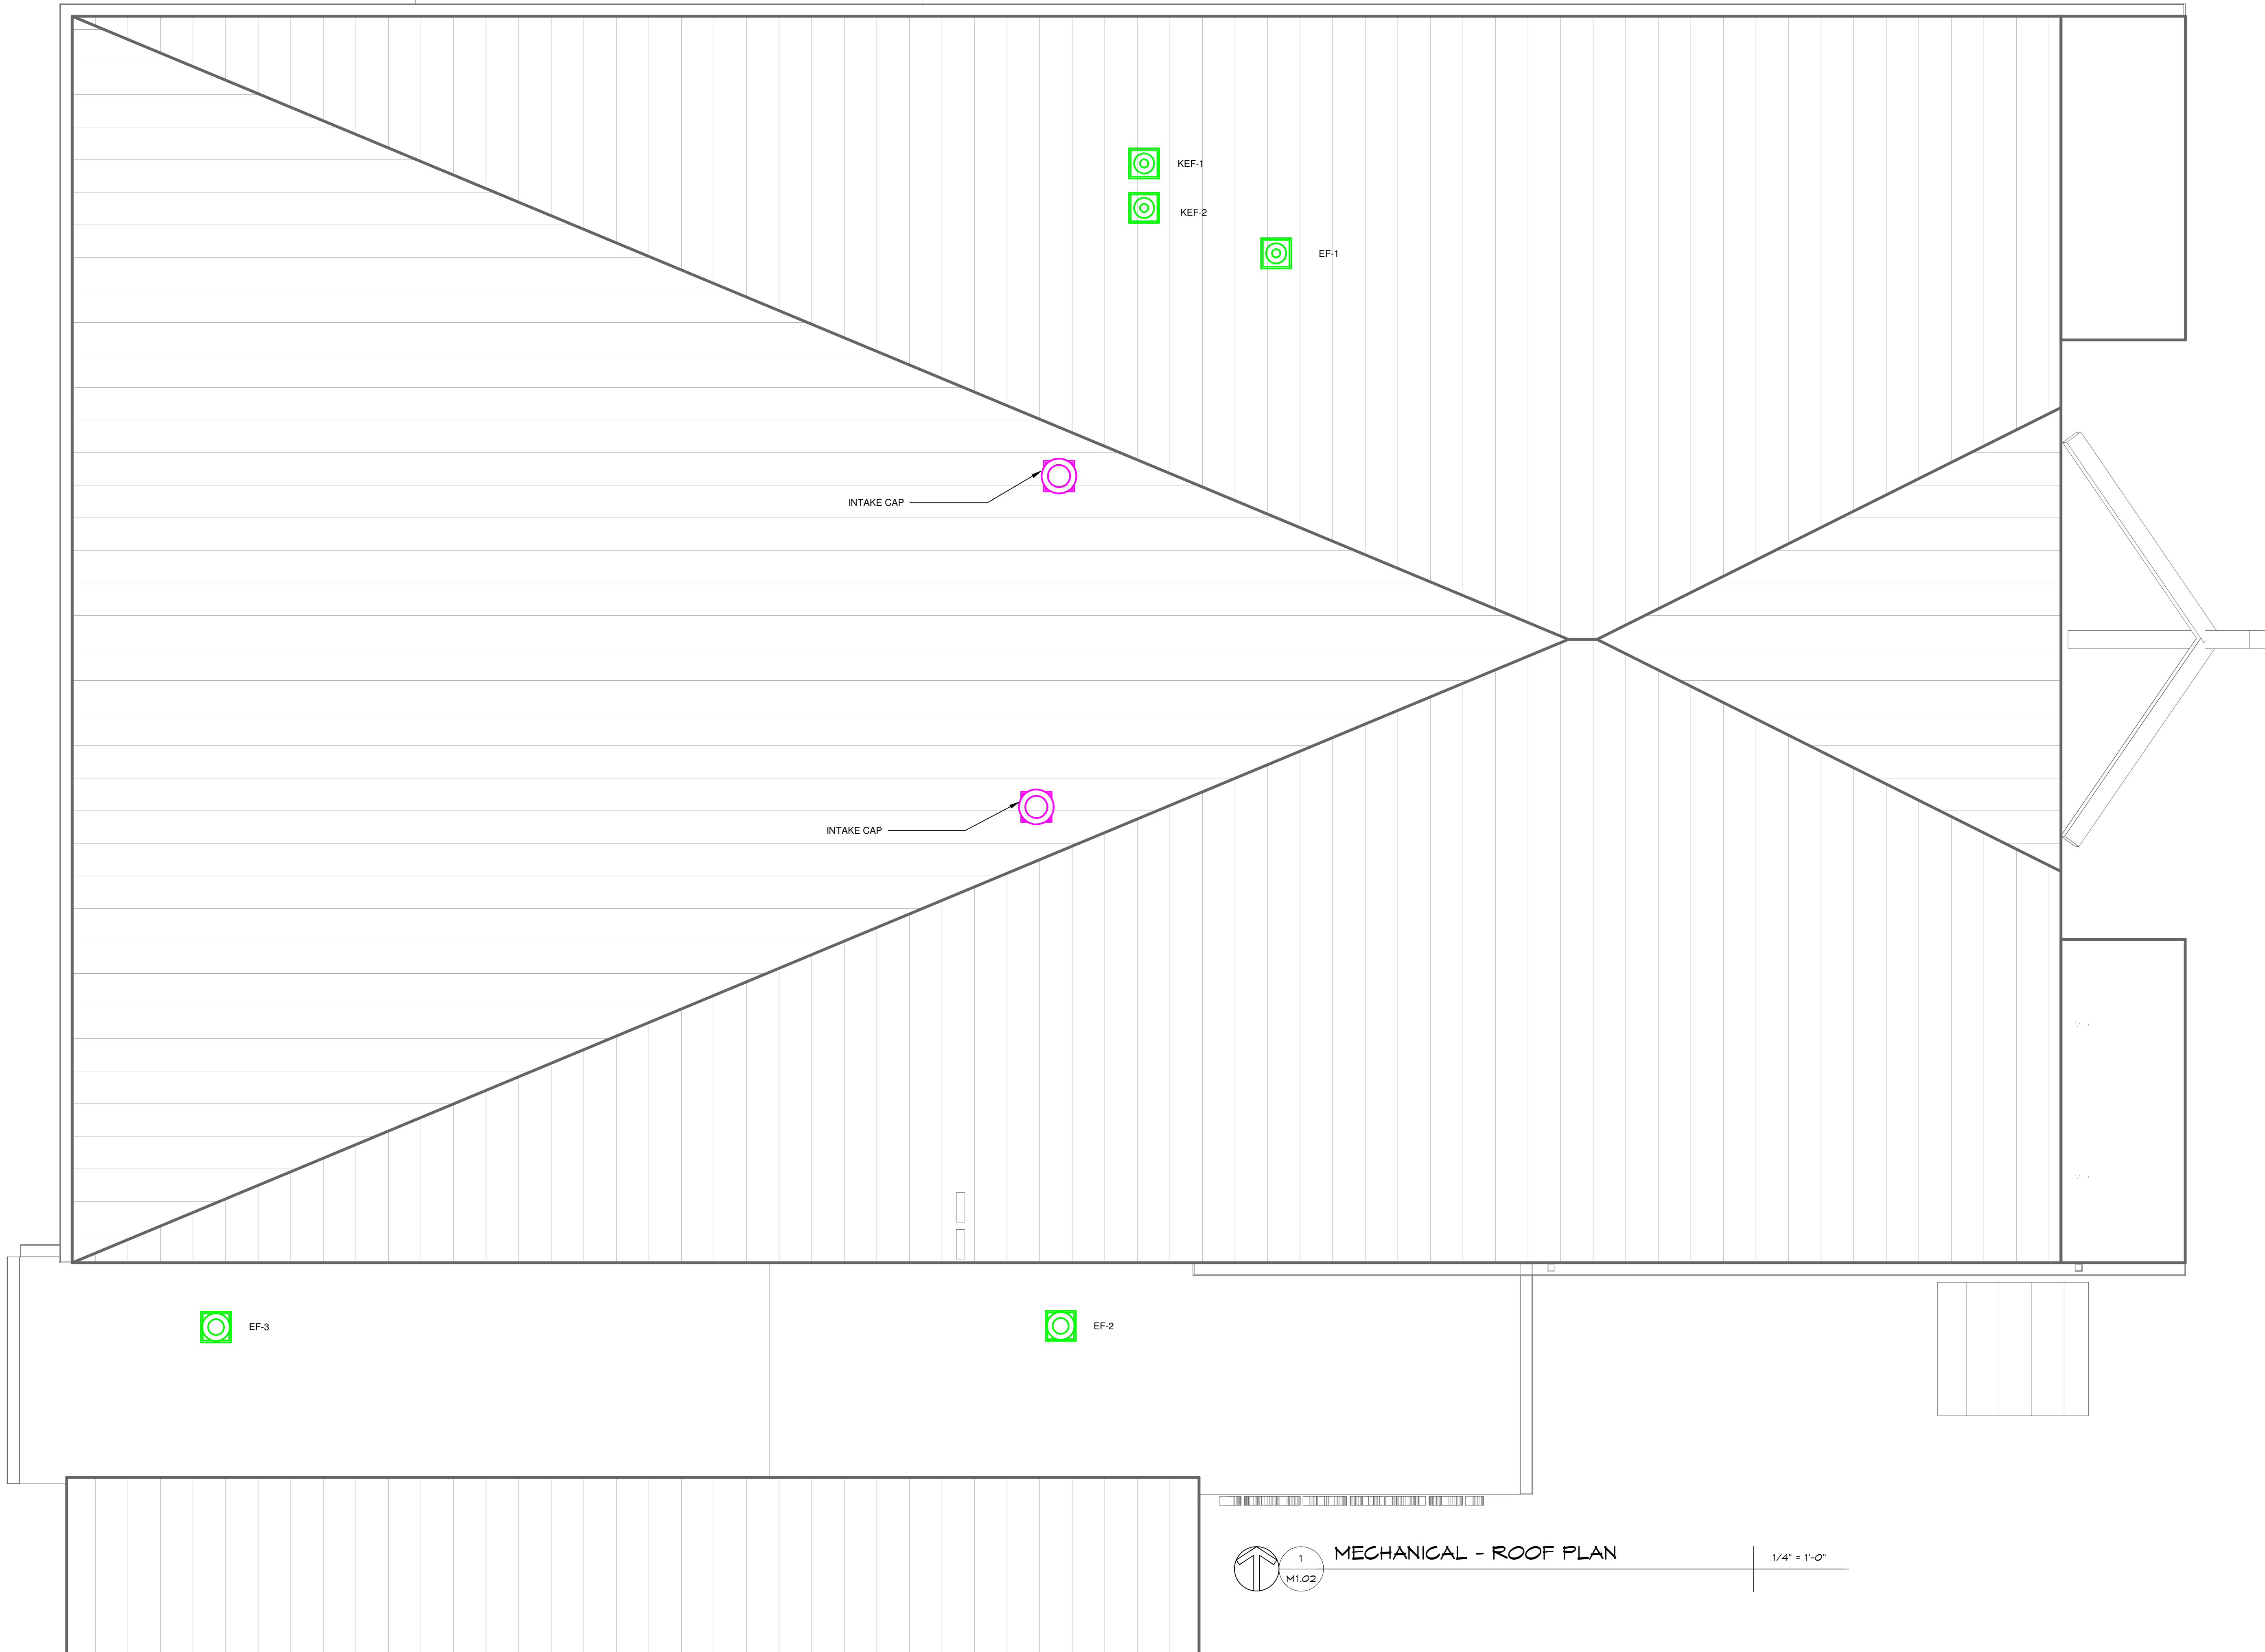 KEF-1
KEF-2
EF-1
INTAKE CAP
INTAKE CAP
EF-3
EF-2
1
M1.02
MECHANICAL - ROOF PLAN
1/4" = 1'-0"